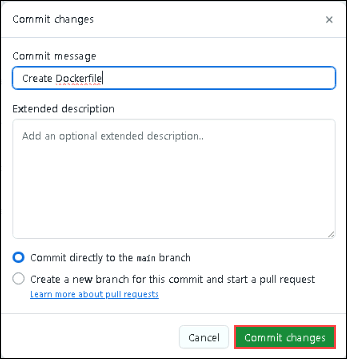 Commit changes
Commit message
Create Dockerfile
Extended description
Add an optional extended description..
Commit directly to the main branch
Create a new branch for this commit and start a pull request
Learn more about pull requests
Cancel
Commit changes